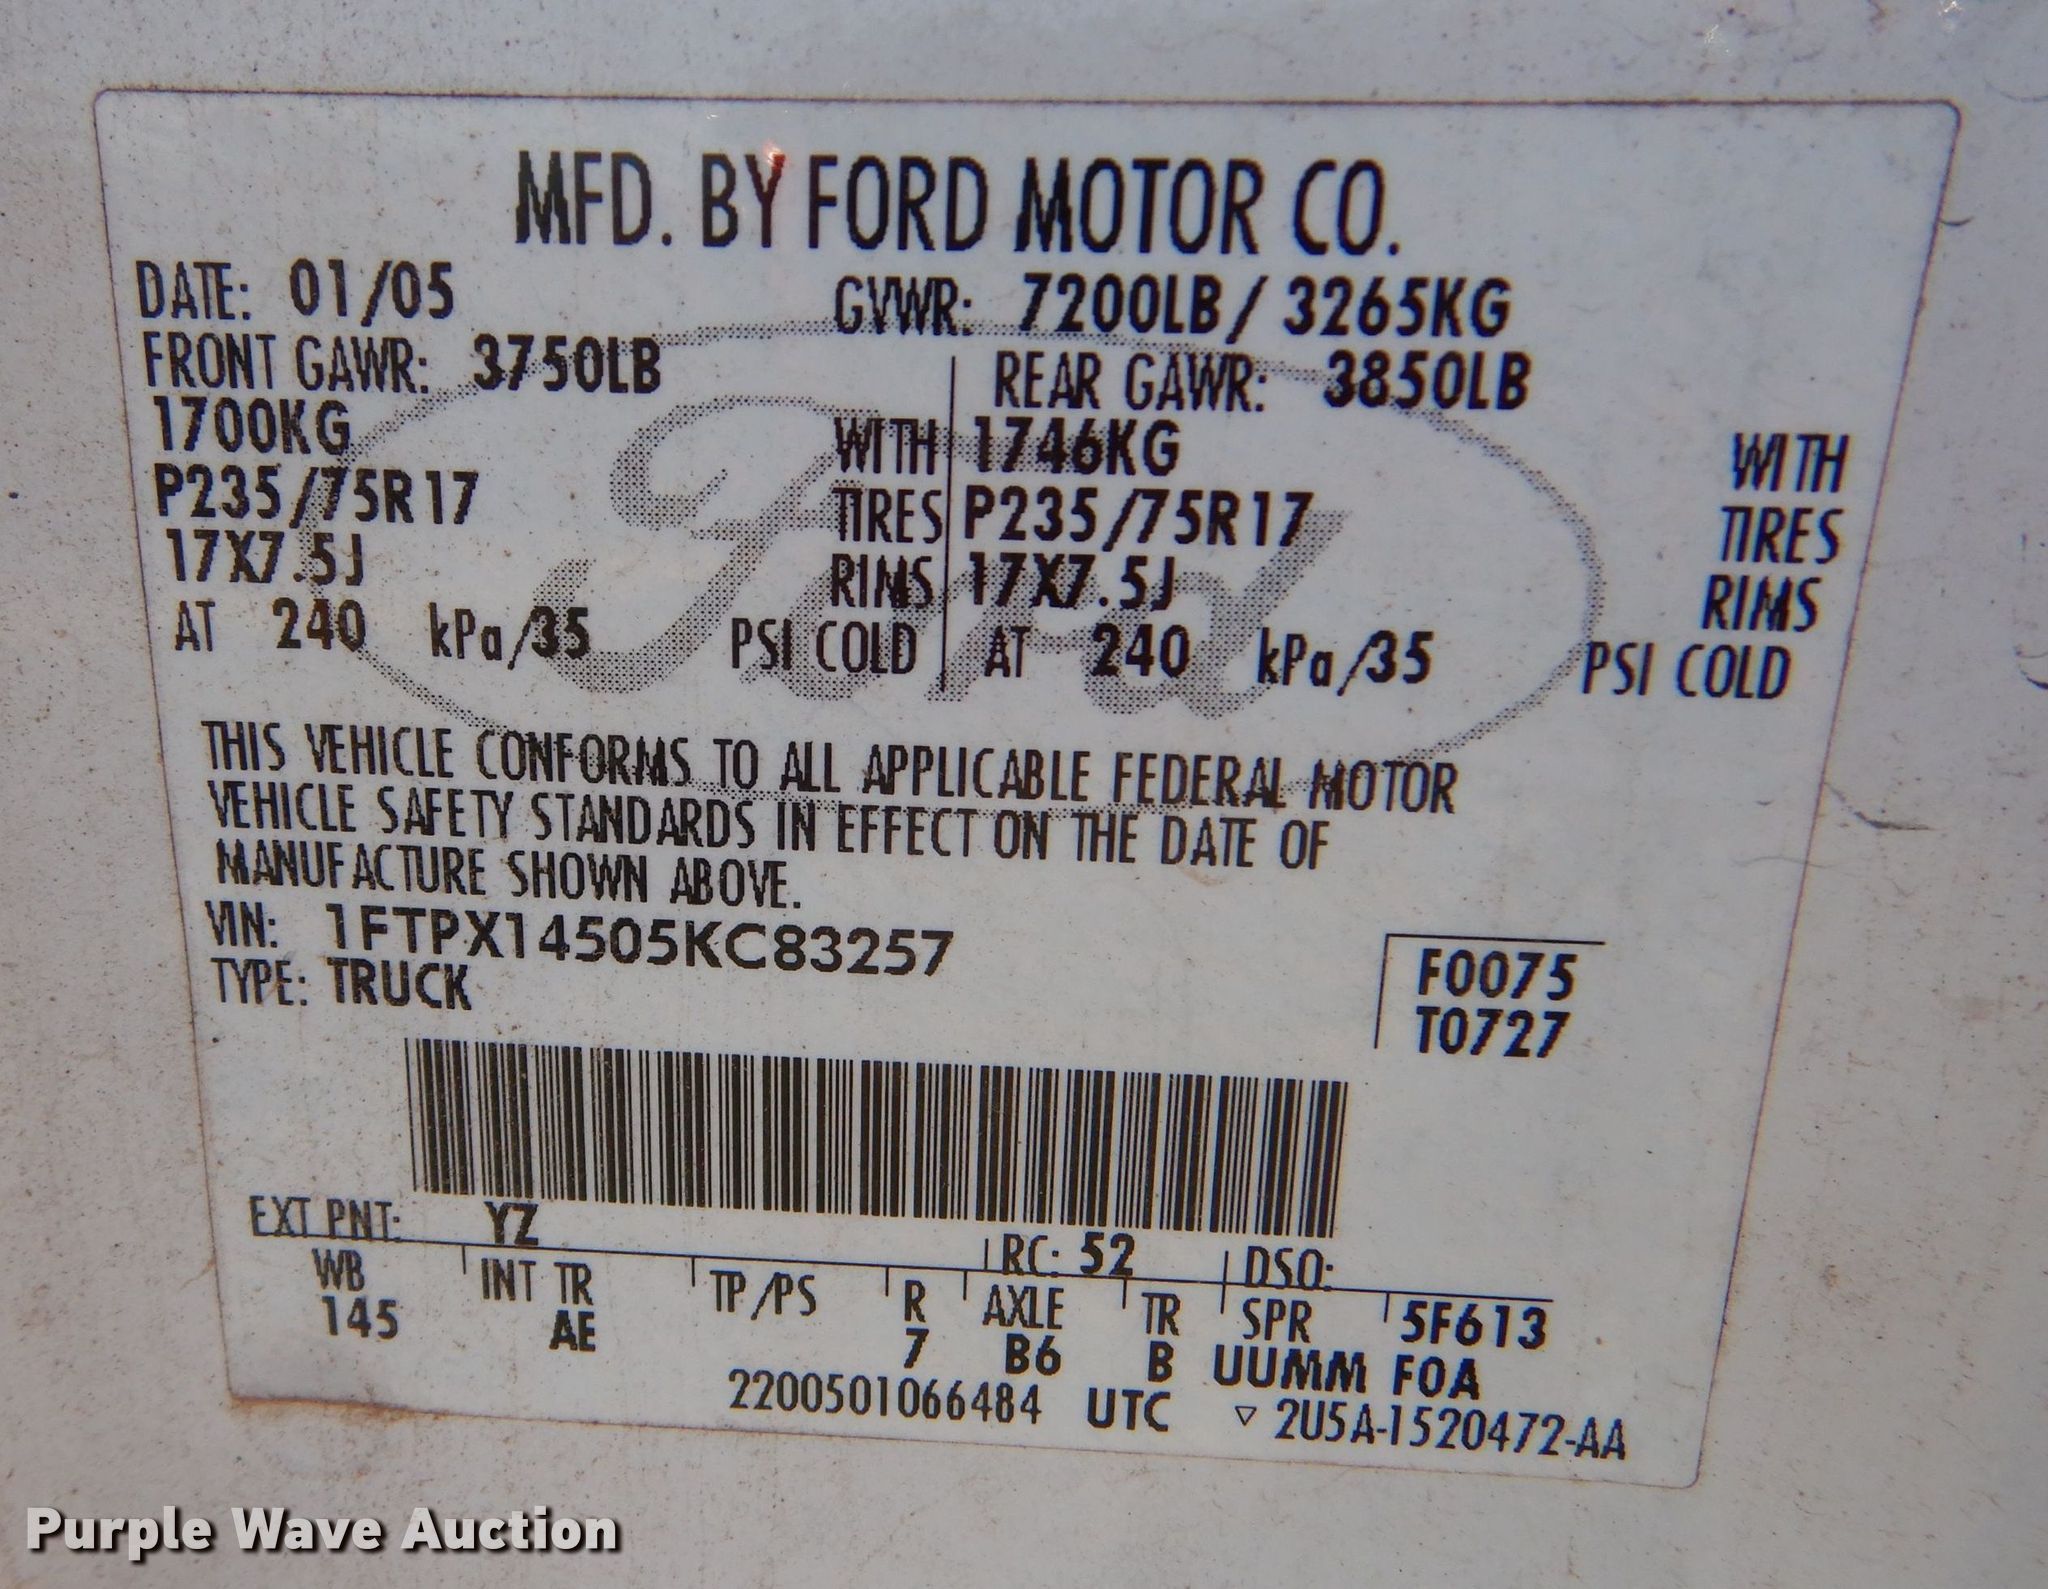 MFD. BY FORD MOTOR CO.
DATE: 01/05 GVWR: 7200LB/ 3265KG
FRONT GAWR: 3750LB REAR GAWR: 3850LB
1700KG WITH 1746KG WITH
P235/75R17 TIRES P235/75R17 TIRES
17X7.5J RIMS 17X7.5J RIMS
AT 240 kPa/35 PSI COLD AT 240 kPa/35 PSI COLD
Ford
THIS VEHICLE CONFORMS TO ALL APPLICABLE FEDERAL MOTOR
VEHICLE SAFETY STANDARDS IN EFFECT ON THE DATE OF
MANUFACTURE SHOWN ABOVE.
VIN: 1FTPX14505KC83257
TYPE: TRUCK
F0075
T0727
EXT PNT: YZ RC: 52 DSO:
WB INT TR TP/PS R AXLE TR SPR 5F613
145 AE 7 B6 B UUMM FOA
2200501066484 UTC ▽ 2U5A-1520472-AA
Purple Wave Auction